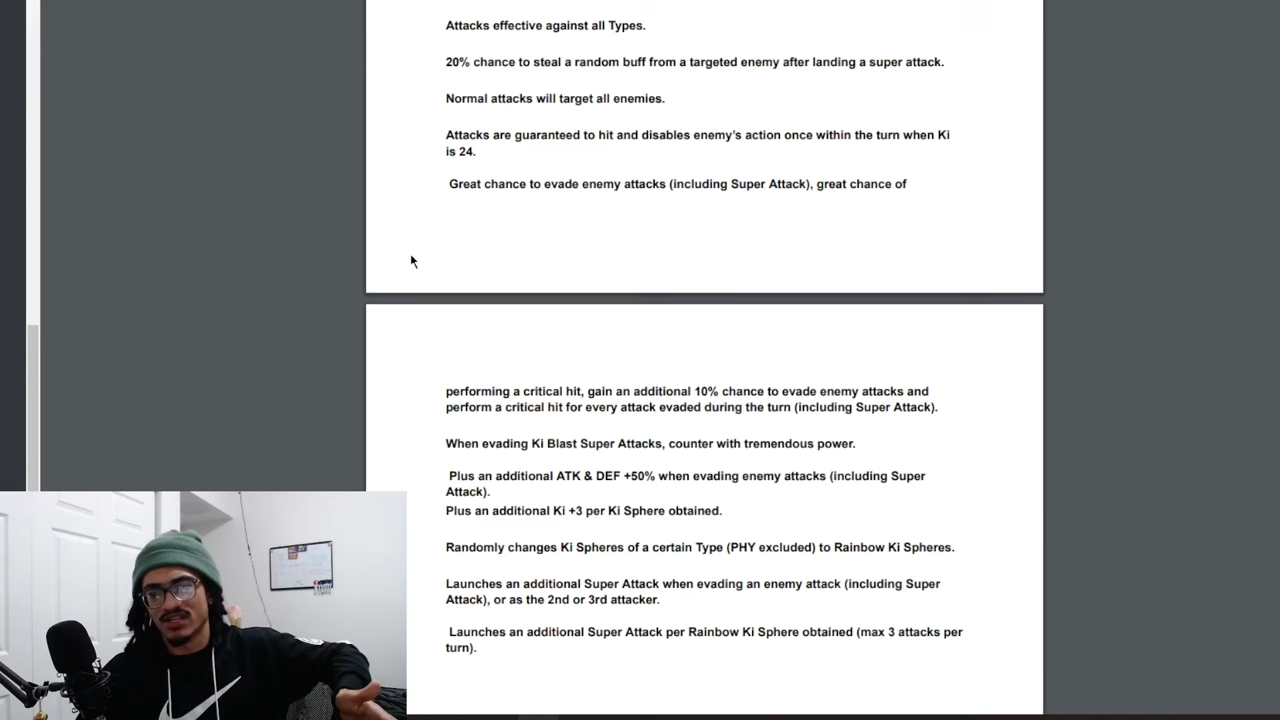 Attacks effective against all Types.
20% chance to steal a random buff from a targeted enemy after landing a super attack.
Normal attacks will target all enemies.
Attacks are guaranteed to hit and disables enemy's action once within the turn when Ki
is 24.
Great chance to evade enemy attacks (including Super Attack), great chance of
performing a critical hit, gain an additional 10% chance to evade enemy attacks and
perform a critical hit for every attack evaded during the turn (including Super Attack).
When evading Ki Blast Super Attacks, counter with tremendous power.
Plus an additional ATK & DEF +50% when evading enemy attacks (including Super
Attack).
Plus an additional Ki +3 per Ki Sphere obtained.
Randomly changes Ki Spheres of a certain Type (PHY excluded) to Rainbow Ki Spheres.
Launches an additional Super Attack when evading an enemy attack (including Super
Attack), or as the 2nd or 3rd attacker.
Launches an additional Super Attack per Rainbow Ki Sphere obtained (max 3 attacks per
turn).